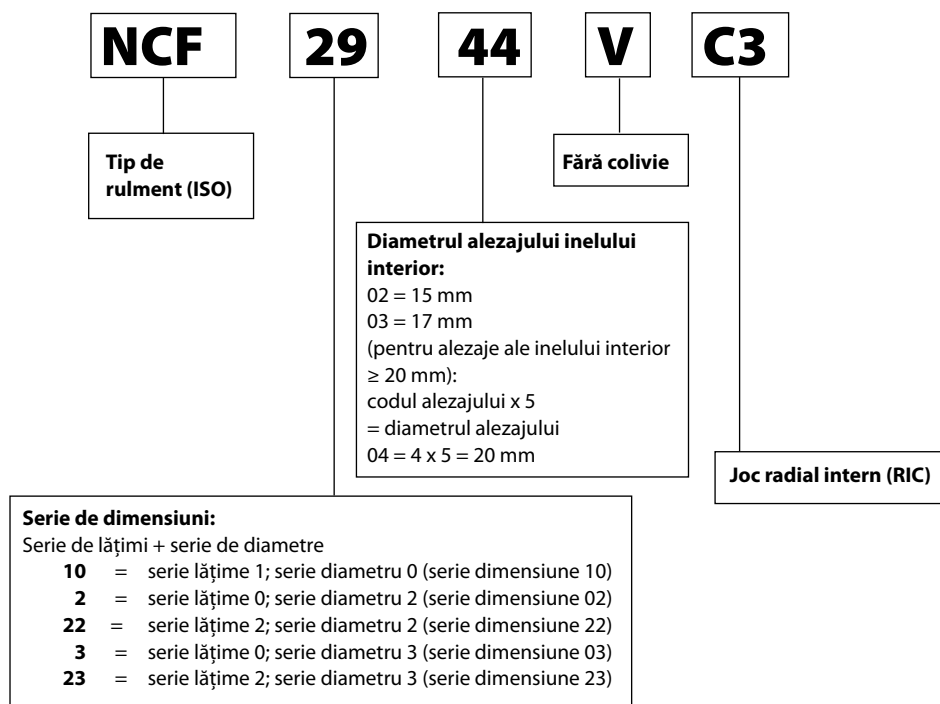 NCF 29 44 V C3
Tip de
rulment (ISO)
Fără colivie
Diametrul alezajului inelului
interior:
02 = 15 mm
03 = 17 mm
(pentru alezaje ale inelului interior
≥ 20 mm):
codul alezajului x 5
= diametrul alezajului
04 = 4 x 5 = 20 mm
Joc radial intern (RIC)
Serie de dimensiuni:
Serie de lățimi + serie de diametre
10 = serie lățime 1; serie diametru 0 (serie dimensiune 10)
2 = serie lățime 0; serie diametru 2 (serie dimensiune 02)
22 = serie lățime 2; serie diametru 2 (serie dimensiune 22)
3 = serie lățime 0; serie diametru 3 (serie dimensiune 03)
23 = serie lățime 2; serie diametru 3 (serie dimensiune 23)